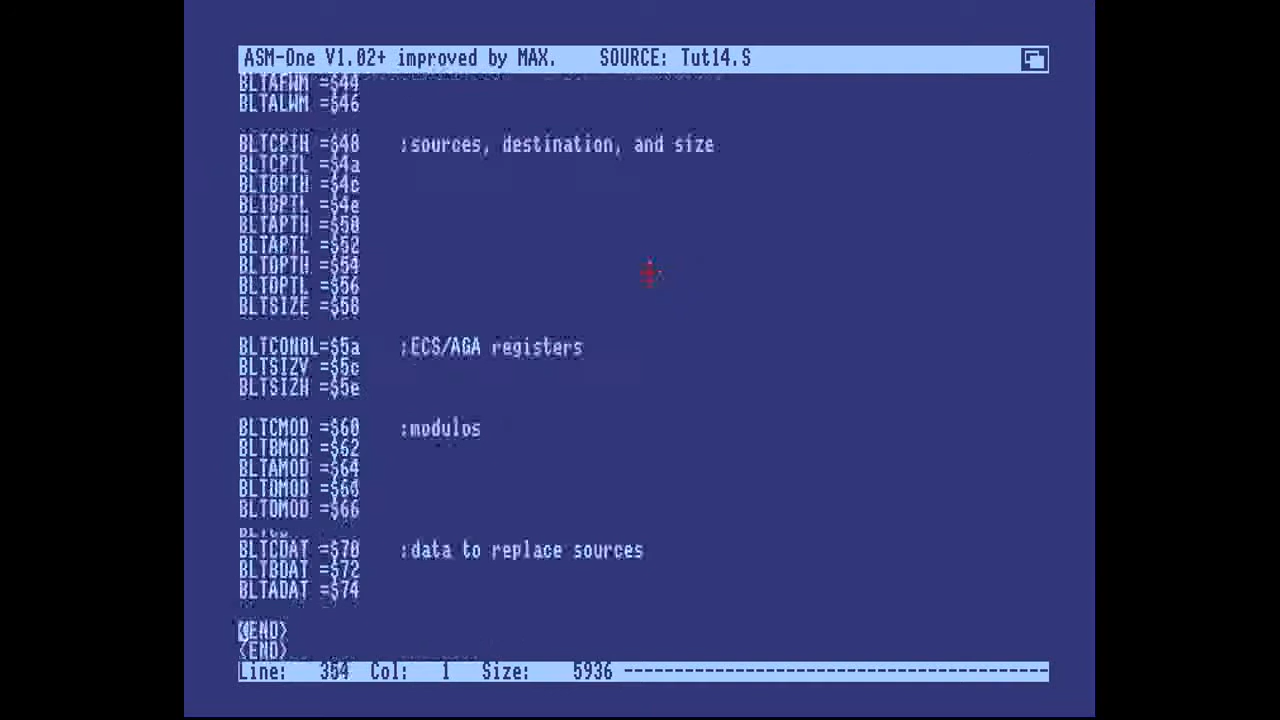 ASM-One V1.02+ improved by MAX. SOURCE: Tut14.S
BLTAFWM =$44
BLTALWM =$46
BLTCPTH =$48 ;sources, destination, and size
BLTCPTL =$4a
BLTBPTH =$4c
BLTBPTL =$4e
BLTAPTH =$50
BLTAPTL =$52
BLTDPTH =$54
BLTDPTL =$56
BLTSIZE =$58
BLTCON0L=$5a ;ECS/AGA registers
BLTSIZV =$5c
BLTSIZH =$5e
BLTCMOD =$60 ;modulos
BLTBMOD =$62
BLTAMOD =$64
BLTDMOD =$66
BLTCDAT =$70 ;data to replace sources
BLTBDAT =$72
BLTADAT =$74
<END>
<END>
Line: 354 Col: 1 Size: 5936 ------------------------------------------